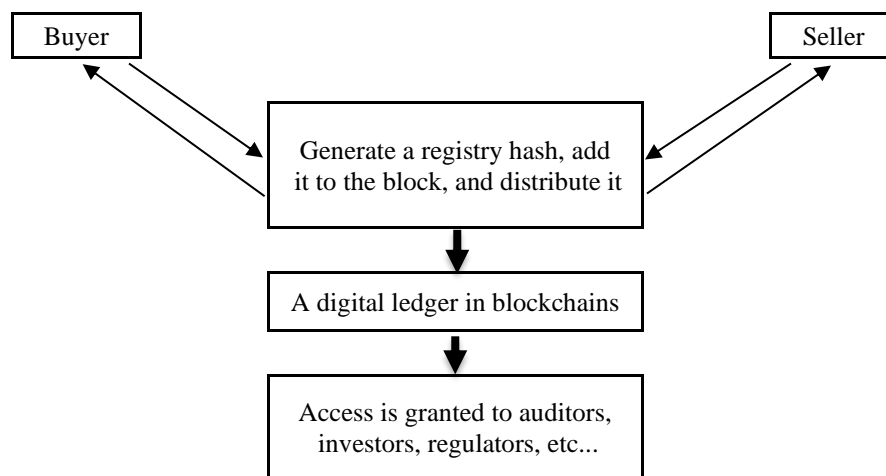 Buyer
Seller
Generate a registry hash, add
it to the block, and distribute it
A digital ledger in blockchains
Access is granted to auditors,
investors, regulators, etc...